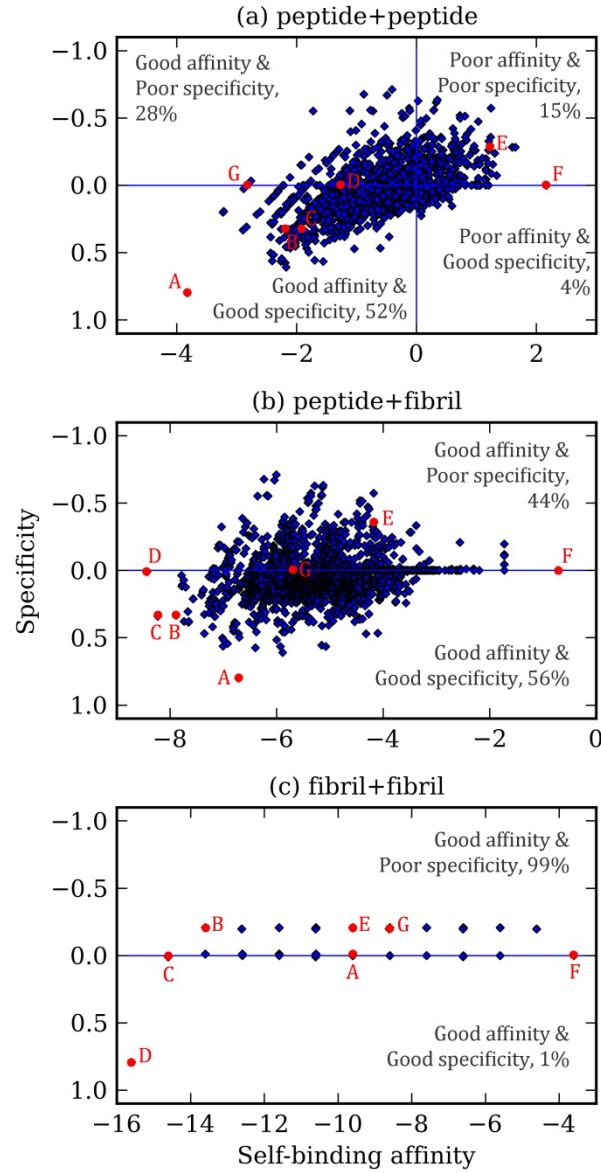 (a) peptide+peptide
−1.0
−0.5
0.0
0.5
1.0
Good affinity &
Poor specificity,
28%
Poor affinity &
Poor specificity,
15%
E
G
D
F
C
B
A
Poor affinity &
Good specificity,
4%
Good affinity &
Good specificity, 52%
−4
−2
0
2
(b) peptide+fibril
−1.0
−0.5
0.0
0.5
1.0
Good affinity &
Poor specificity,
44%
E
D
G
F
C
B
A
Good affinity &
Good specificity, 56%
−8
−6
−4
−2
0
Specificity
(c) fibril+fibril
−1.0
−0.5
0.0
0.5
1.0
Good affinity &
Poor specificity, 99%
B
E
G
C
A
F
D
Good affinity &
Good specificity, 1%
−16
−14
−12
−10
−8
−6
−4
Self-binding affinity